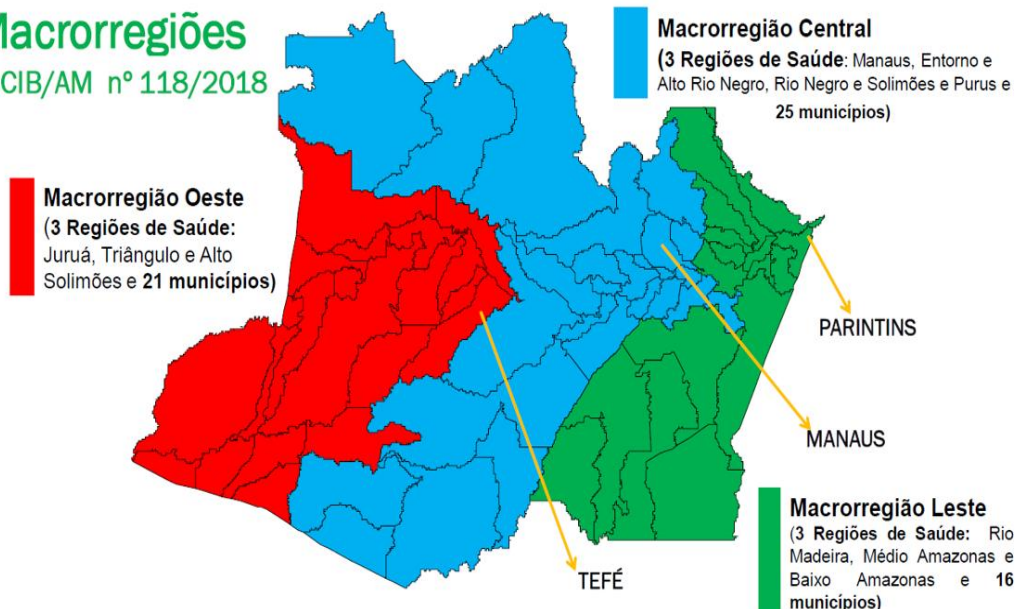 Macrorregiões
CIB/AM nº 118/2018
Macrorregião Central
(3 Regiões de Saúde: Manaus, Entorno e
Alto Rio Negro, Rio Negro e Solimões e Purus e
25 municípios)
Macrorregião Oeste
(3 Regiões de Saúde:
Juruá, Triângulo e Alto
Solimões e 21 municípios)
PARINTINS
MANAUS
TEFÉ
Macrorregião Leste
(3 Regiões de Saúde: Rio
Madeira, Médio Amazonas e
Baixo Amazonas e 16
municípios)